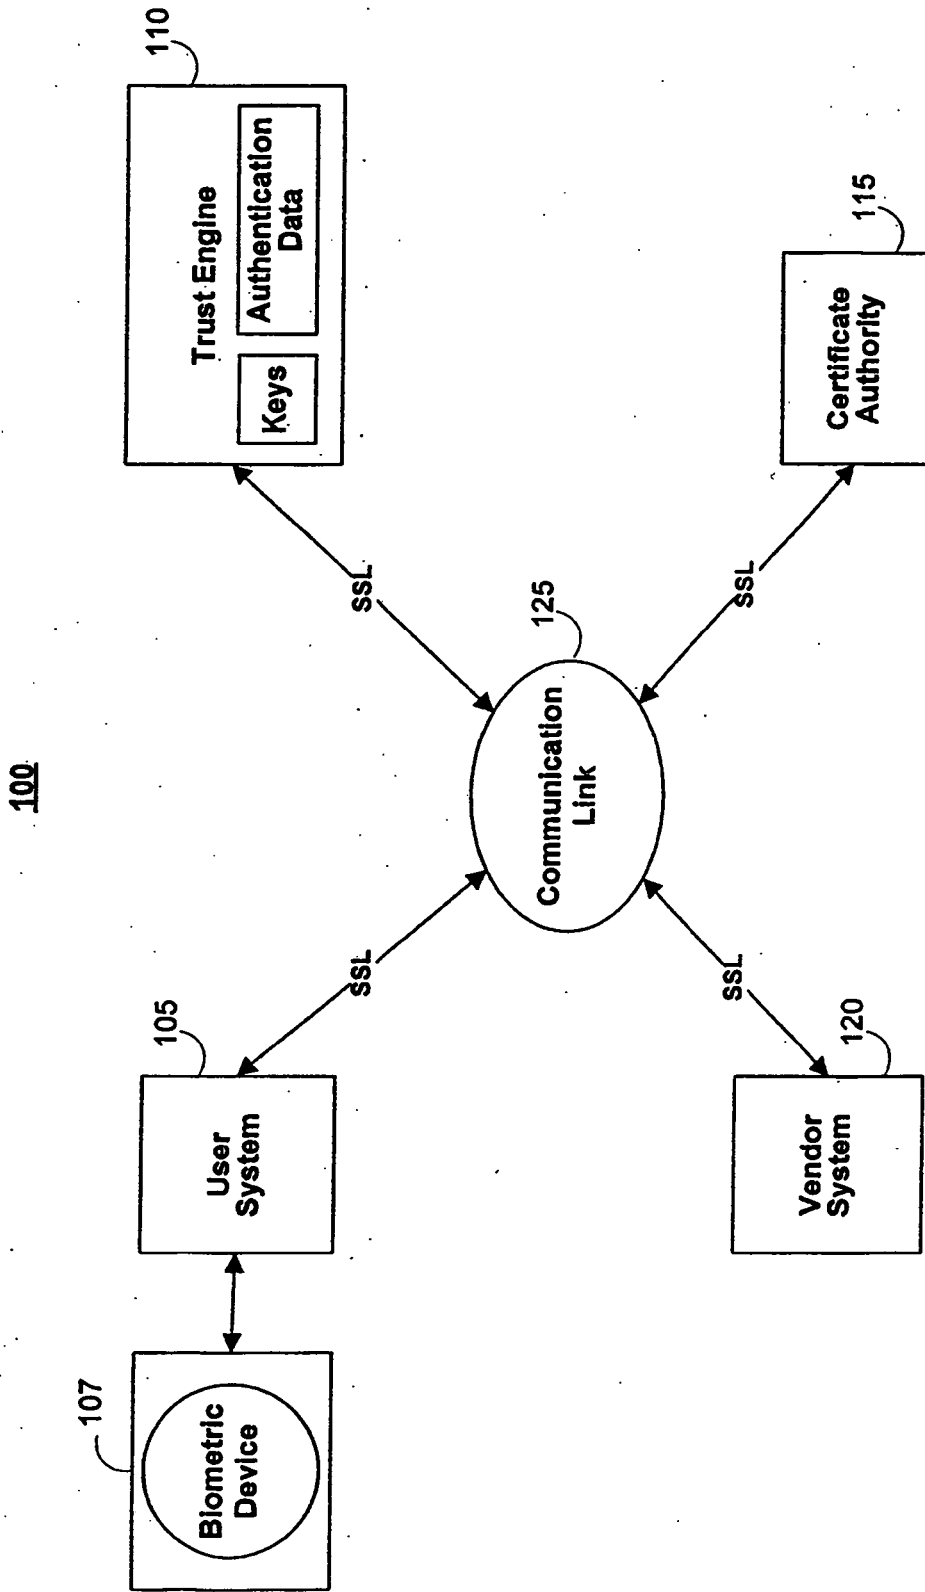 100
107
Biometric
Device
105
User
System
SSL
110
Trust Engine
Keys
Authentication
Data
SSL
125
Communication
Link
SSL
120
Vendor
System
SSL
115
Certificate
Authority